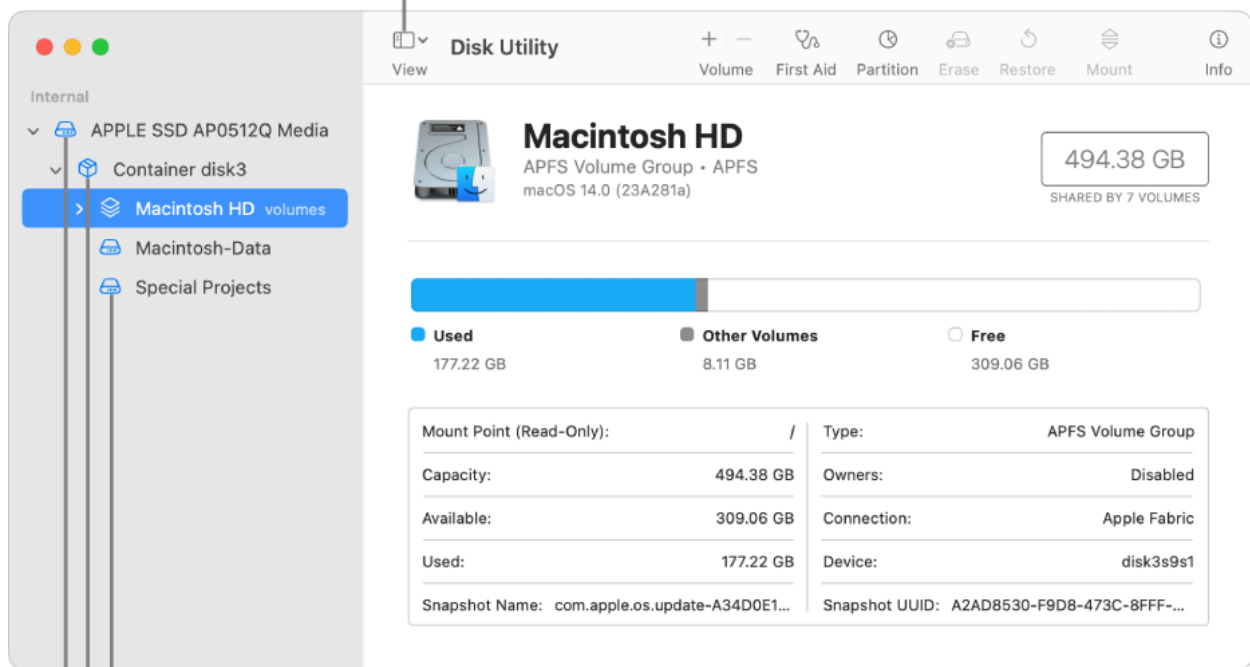 Disk Utility
View
Volume
First Aid
Partition
Erase
Restore
Mount
Info
Internal
APPLE SSD AP0512Q Media
Container disk3
Macintosh HD volumes
Macintosh-Data
Special Projects
Macintosh HD
APFS Volume Group • APFS
macOS 14.0 (23A281a)
494.38 GB
SHARED BY 7 VOLUMES
Used
177.22 GB
Other Volumes
8.11 GB
Free
309.06 GB
Mount Point (Read-Only): /
Capacity: 494.38 GB
Available: 309.06 GB
Used: 177.22 GB
Snapshot Name: com.apple.os.update-A34D0E1...
Type: APFS Volume Group
Owners: Disabled
Connection: Apple Fabric
Device: disk3s9s1
Snapshot UUID: A2AD8530-F9D8-473C-8FFF-...